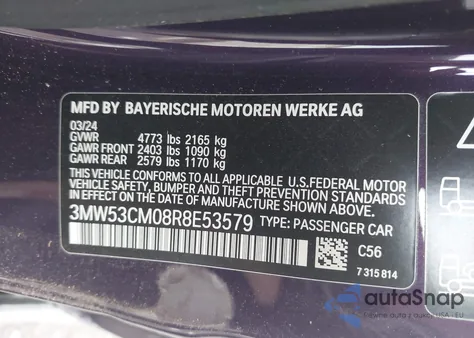 MFD BY BAYERISCHE MOTOREN WERKE AG
03/24
GVWR 4773 lbs 2165 kg
GAWR FRONT 2403 lbs 1090 kg
GAWR REAR 2579 lbs 1170 kg
THIS VEHICLE CONFORMS TO ALL APPLICABLE U.S.FEDERAL MOTOR
VEHICLE SAFETY, BUMPER AND THEFT PREVENTION STANDARDS
IN EFFECT ON THE DATE OF MANUFACTURE SHOWN ABOVE.
3MW53CM08R8E53579 TYPE: PASSENGER CAR
C56
7 315 814
autoSnap